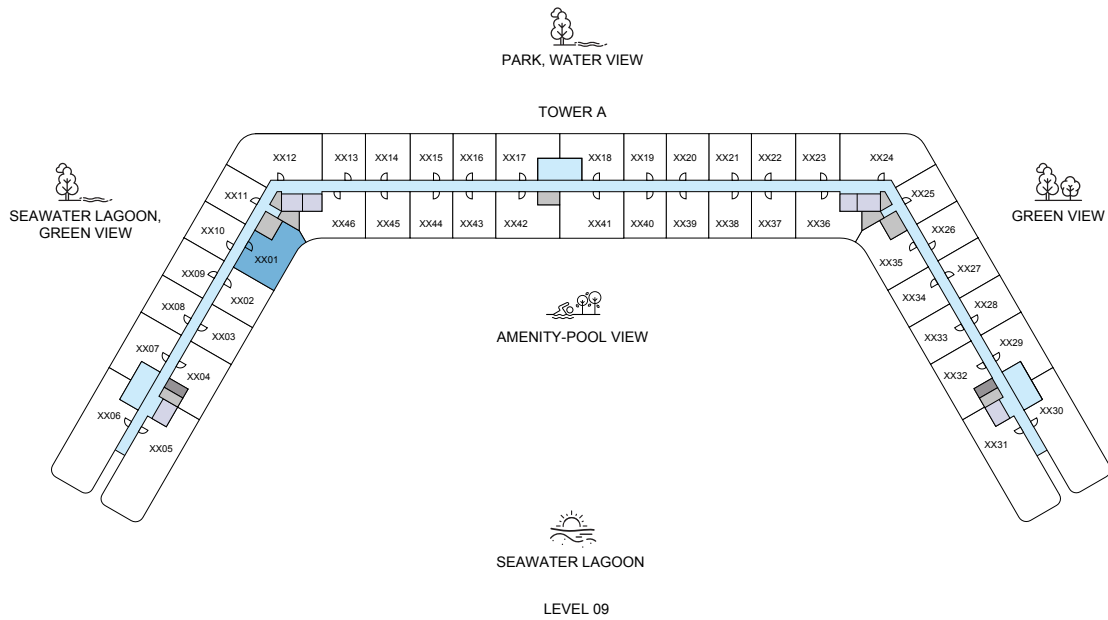 PARK, WATER VIEW
TOWER A
XX12
XX13
XX14
XX15
XX16
XX17
XX18
XX19
XX20
XX21
XX22
XX23
XX24
XX11
XX25
SEAWATER LAGOON,
GREEN VIEW
GREEN VIEW
XX10
XX46
XX45
XX44
XX43
XX42
XX41
XX40
XX39
XX38
XX37
XX36
XX26
XX01
XX35
XX09
XX27
XX02
XX34
XX08
XX28
XX03
XX33
AMENITY-POOL VIEW
XX07
XX29
XX04
XX32
XX06
XX30
XX05
XX31
SEAWATER LAGOON
LEVEL 09